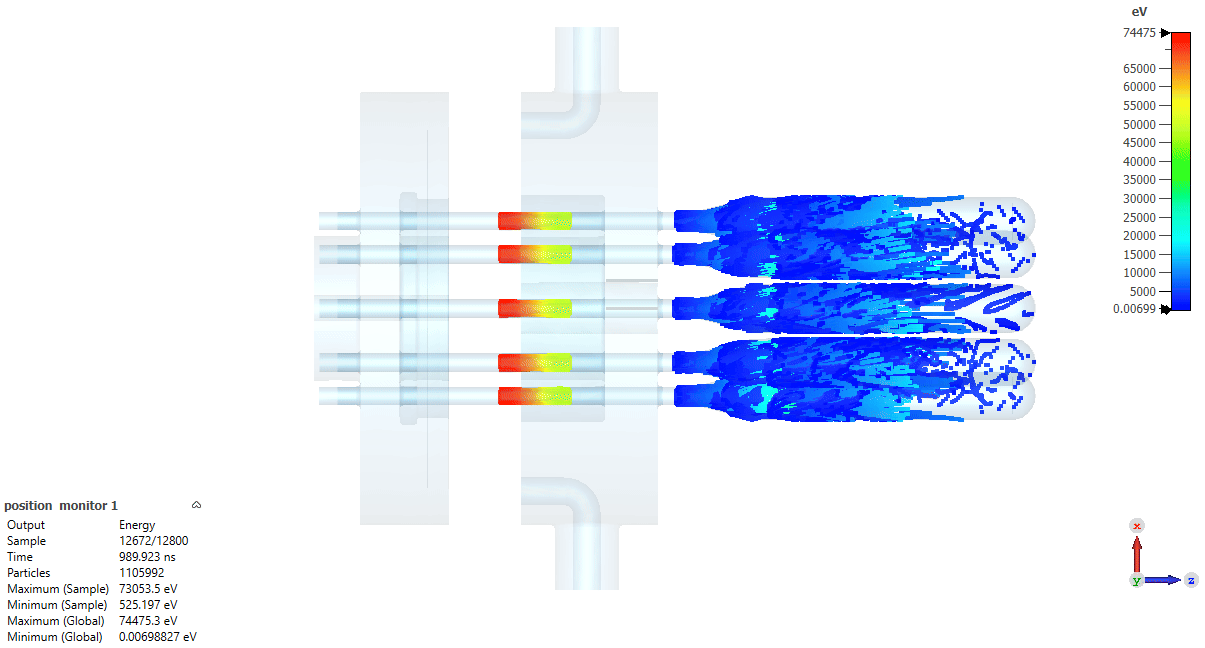 eV
74475
65000
60000
55000
50000
45000
40000
35000
30000
25000
20000
15000
10000
5000
0.00699
position monitor 1
Output Energy
Sample 12672/12800
Time 989.923 ns
Particles 1105992
Maximum (Sample) 73053.5 eV
Minimum (Sample) 525.197 eV
Maximum (Global) 74475.3 eV
Minimum (Global) 0.00698827 eV
x
y z